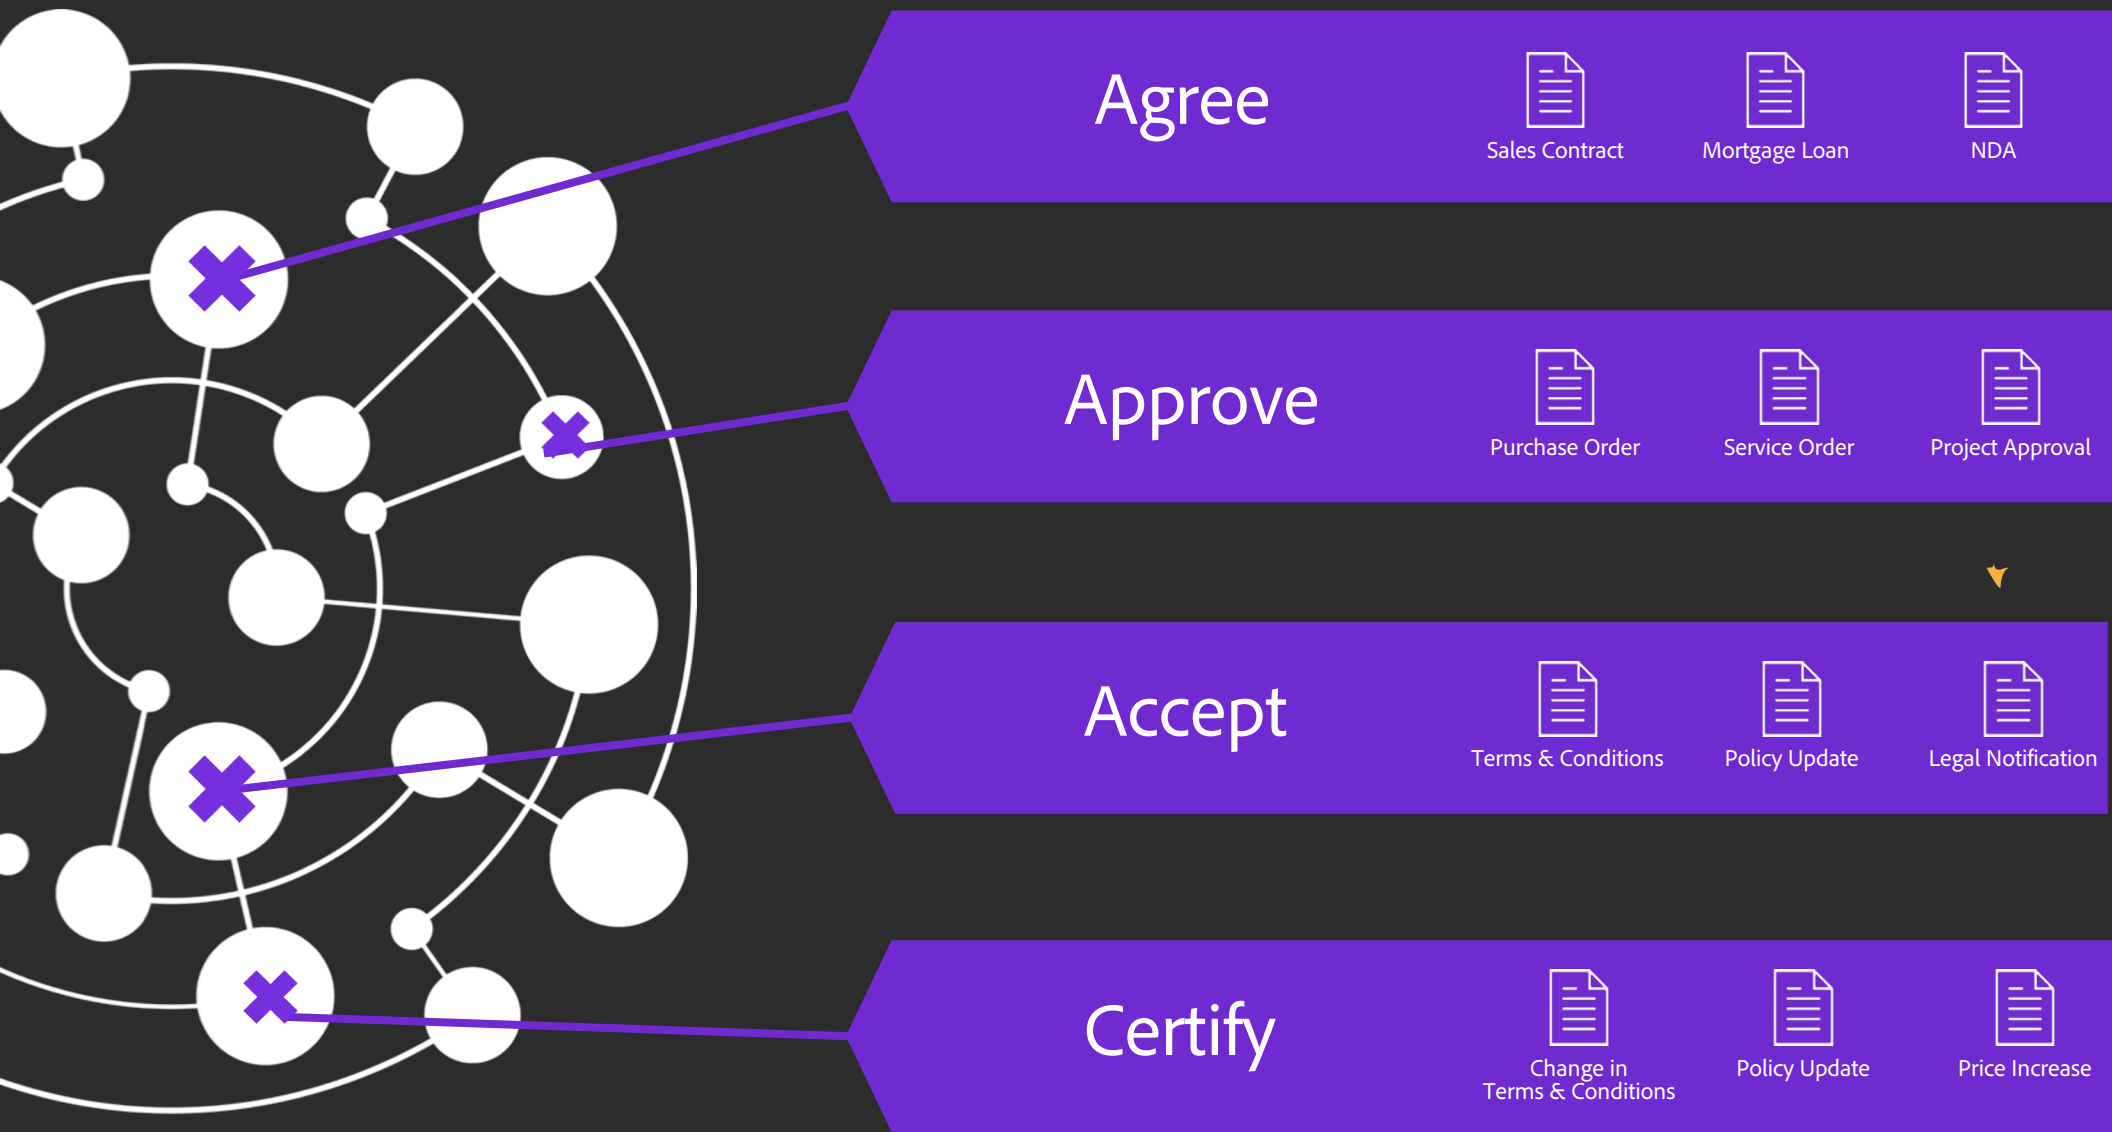 Agree
Sales Contract
Mortgage Loan
NDA
Approve
Purchase Order
Service Order
Project Approval
Accept
Terms & Conditions
Policy Update
Legal Notification
Certify
Change in
Terms & Conditions
Policy Update
Price Increase